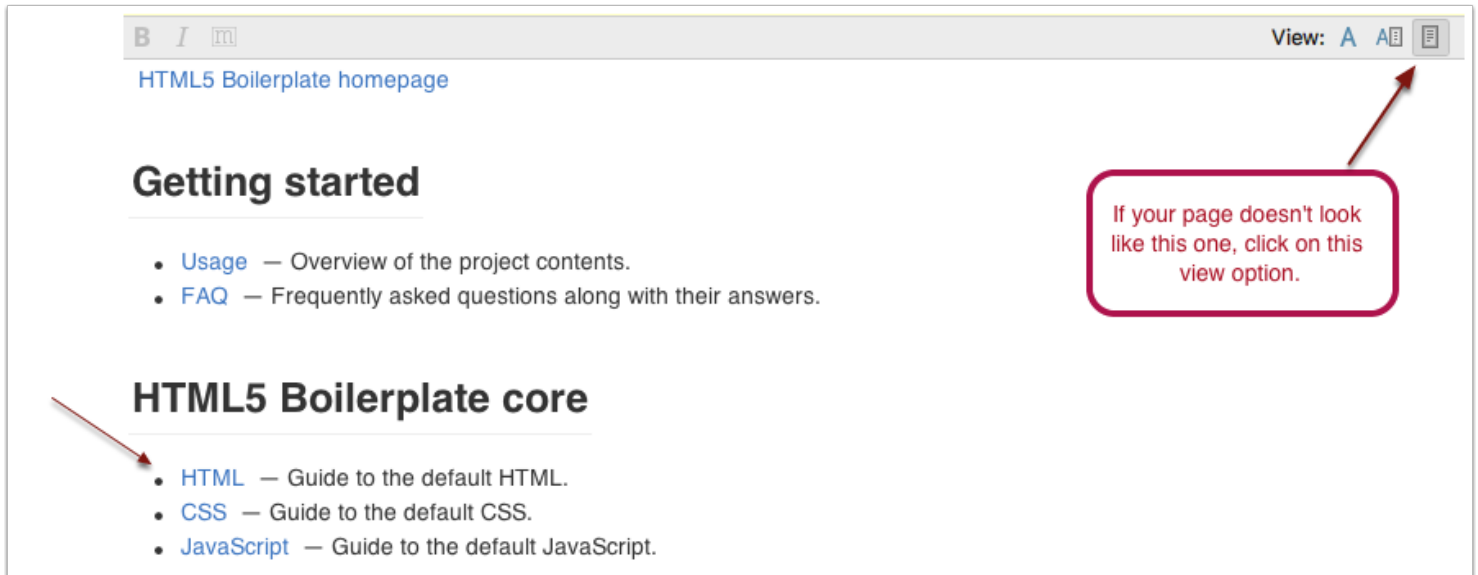 B I m View: A A
HTML5 Boilerplate homepage
Getting started
• Usage — Overview of the project contents.
• FAQ — Frequently asked questions along with their answers.
If your page doesn't look
like this one, click on this
view option.
HTML5 Boilerplate core
• HTML — Guide to the default HTML.
• CSS — Guide to the default CSS.
• JavaScript — Guide to the default JavaScript.